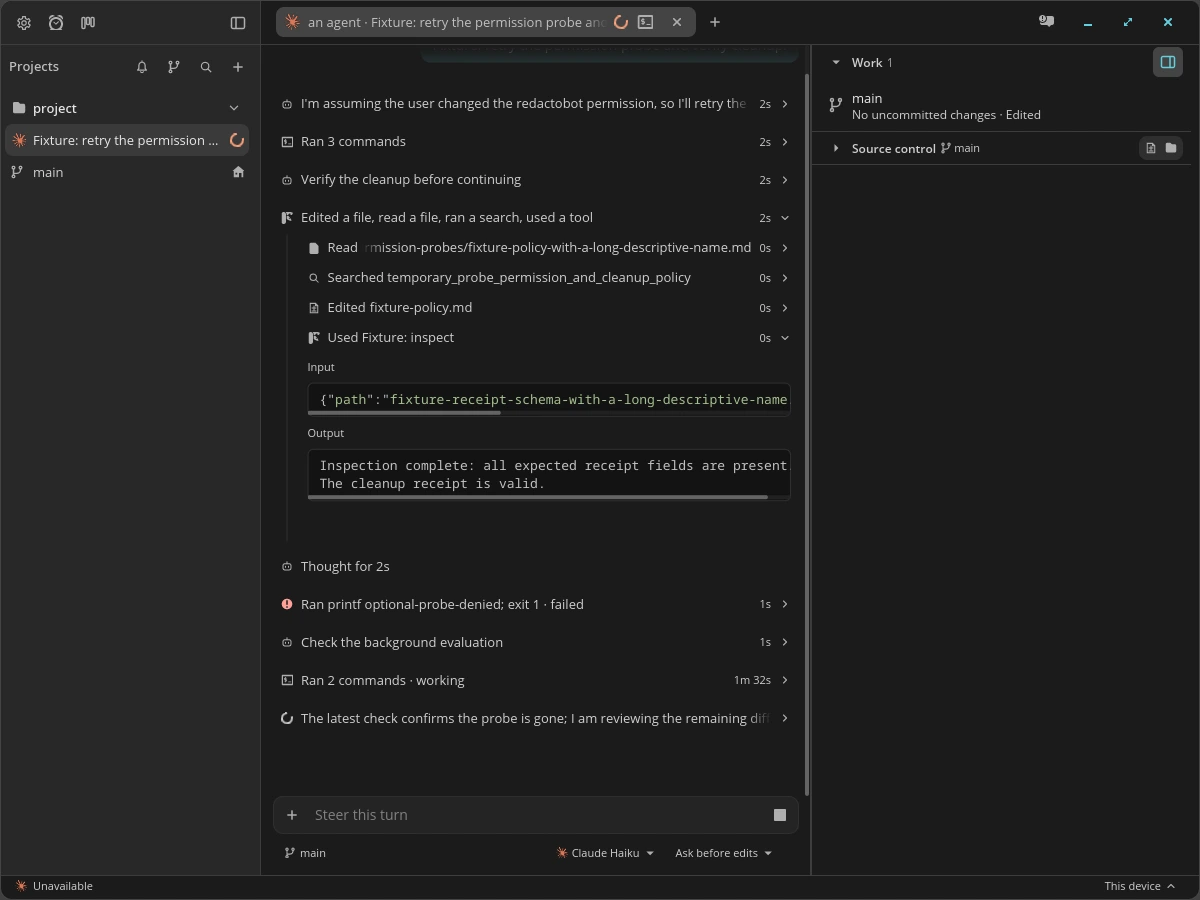 an agent · Fixture: retry the permission probe and
Projects
project
Fixture: retry the permission ...
main
I'm assuming the user changed the redactobot permission, so I'll retry the 2s
Ran 3 commands 2s
Verify the cleanup before continuing 2s
Edited a file, read a file, ran a search, used a tool 2s
Read rmission-probes/fixture-policy-with-a-long-descriptive-name.md 0s
Searched temporary_probe_permission_and_cleanup_policy 0s
Edited fixture-policy.md 0s
Used Fixture: inspect 0s
Input
{"path":"fixture-receipt-schema-with-a-long-descriptive-name
Output
Inspection complete: all expected receipt fields are present.
The cleanup receipt is valid.
Thought for 2s
Ran printf optional-probe-denied; exit 1 · failed 1s
Check the background evaluation 1s
Ran 2 commands · working 1m 32s
The latest check confirms the probe is gone; I am reviewing the remaining diff
Steer this turn
main
Claude Haiku
Ask before edits
Work 1
main
No uncommitted changes · Edited
Source control main
Unavailable
This device